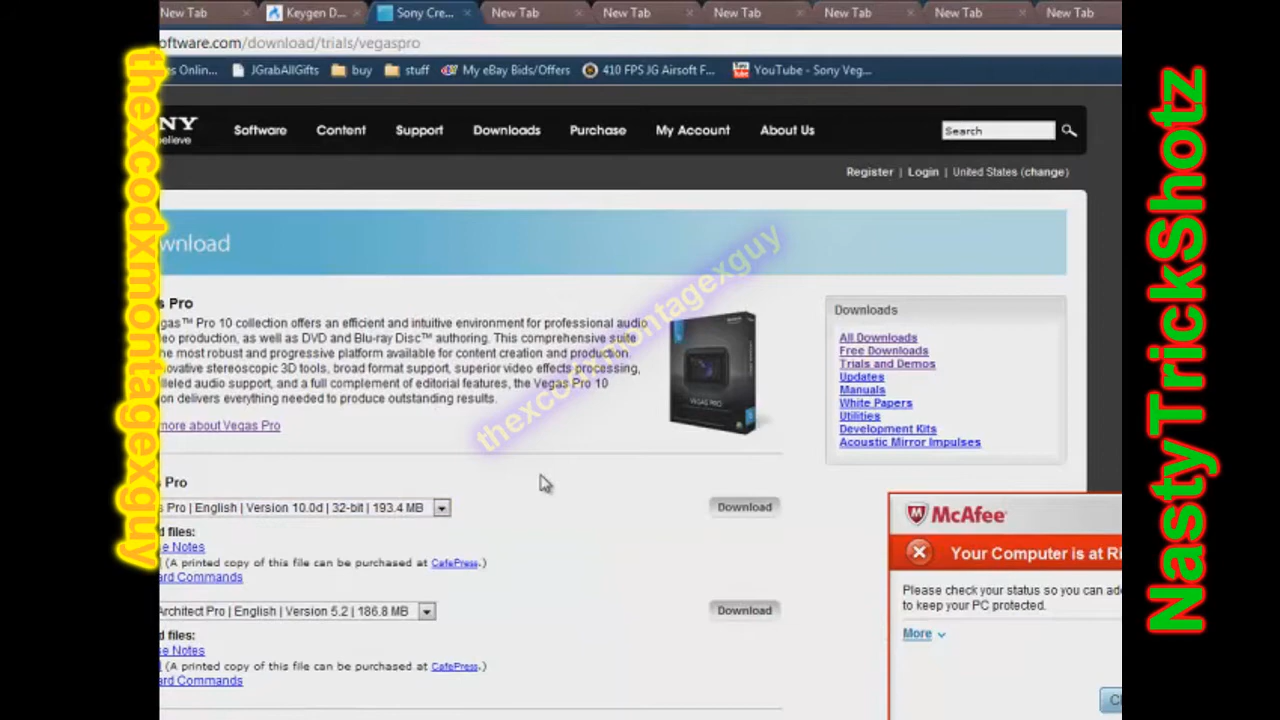 New Tab
Keygen D...
Sony Cre...
New Tab
New Tab
New Tab
New Tab
New Tab
New Tab
oftware.com/download/trials/vegaspro
s Onlin...
JGrabAllGifts
buy
stuff
My eBay Bids/Offers
410 FPS JG Airsoft F...
YouTube - Sony Veg...
NY
elieve
Software
Content
Support
Downloads
Purchase
My Account
About Us
Search
Register | Login | United States (change)
wnload
s Pro
gas™ Pro 10 collection offers an efficient and intuitive environment for professional audio
eo production, as well as DVD and Blu-ray Disc™ authoring. This comprehensive suite
he most robust and progressive platform available for content creation and production.
novative stereoscopic 3D tools, broad format support, superior video effects processing,
lleled audio support, and a full complement of editorial features, the Vegas Pro 10
on delivers everything needed to produce outstanding results.
more about Vegas Pro
VEGAS PRO
Downloads
All Downloads
Free Downloads
Trials and Demos
Updates
Manuals
White Papers
Utilities
Development Kits
Acoustic Mirror Impulses
s Pro
s Pro | English | Version 10.0d | 32-bit | 193.4 MB
Download
d files:
e Notes
(A printed copy of this file can be purchased at CafePress.)
ard Commands
Architect Pro | English | Version 5.2 | 186.8 MB
Download
d files:
e Notes
(A printed copy of this file can be purchased at CafePress.)
ard Commands
McAfee
Your Computer is at Ri
Please check your status so you can add
to keep your PC protected.
More
thexcodxmontagexguy
thexcodxmontagexguy
NastyTrickShotz